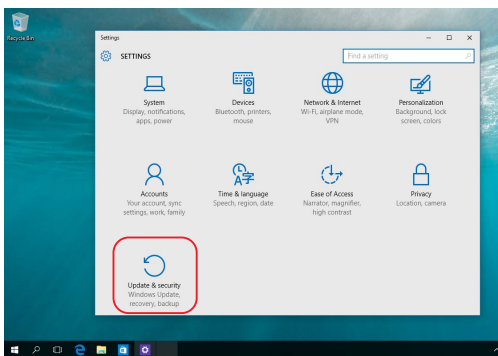 Recycle Bin
Settings
SETTINGS
Find a setting
System
Display, notifications,
apps, power
Devices
Bluetooth, printers,
mouse
Network & Internet
Wi-Fi, airplane mode,
VPN
Personalization
Background, lock
screen, colors
Accounts
Your account, sync
settings, work, family
Time & language
Speech, region, date
Ease of Access
Narrator, magnifier,
high contrast
Privacy
Location, camera
Update & security
Windows Update,
recovery, backup